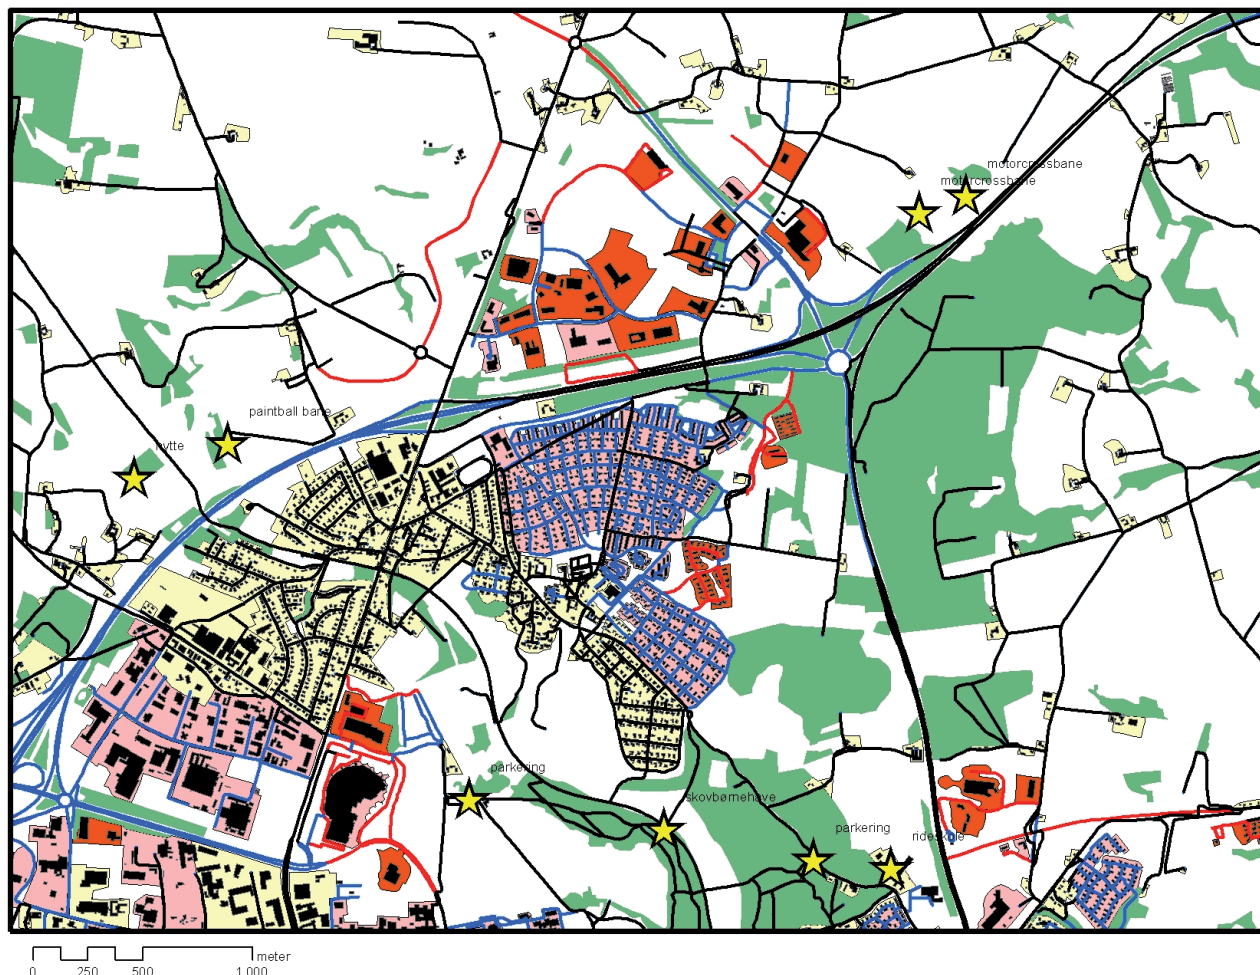 motorcrossbane
motorcrossbane
paintball bane
hytte
parkering
skovbørnehave
parkering
rideskole
meter
0 250 500 1.000